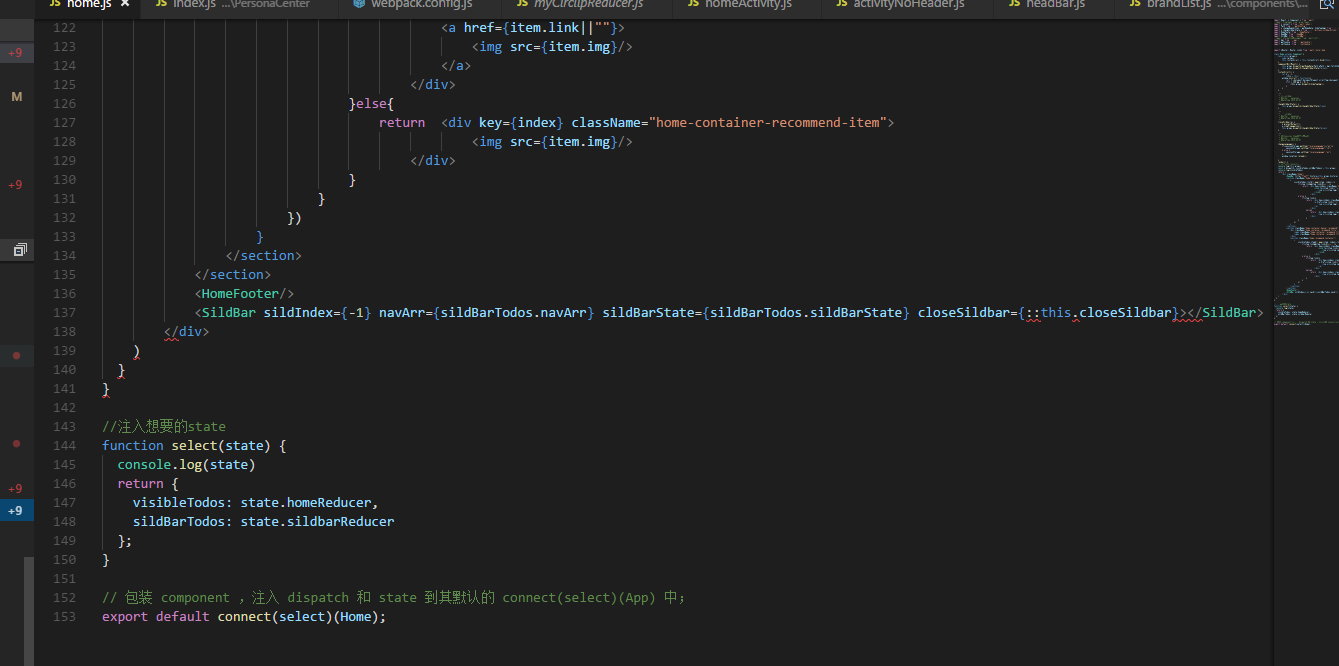 JS home.js × JS index.js ...\PersonaCenter webpack.config.js JS myCirclipReducer.js JS homeActivity.js JS activityNoHeader.js JS headBar.js JS brandList.js ...\components\...
122 <a href={item.link||""}>
123 <img src={item.img}/>
124 </a>
125 </div>
126 }else{
127 return <div key={index} className="home-container-recommend-item">
128 <img src={item.img}/>
129 </div>
130 }
131 }
132 })
133 }
134 </section>
135 </section>
136 <HomeFooter/>
137 <SildBar sildIndex={-1} navArr={sildBarTodos.navArr} sildBarState={sildBarTodos.sildBarState} closeSildbar={::this.closeSildbar}></SildBar>
138 </div>
139 )
140 }
141 }
142
143 //注入想要的state
144 function select(state) {
145 console.log(state)
146 return {
147 visibleTodos: state.homeReducer,
148 sildBarTodos: state.sildbarReducer
149 };
150 }
151
152 // 包装 component ，注入 dispatch 和 state 到其默认的 connect(select)(App) 中；
153 export default connect(select)(Home);
+9
M
+9
+9
+9